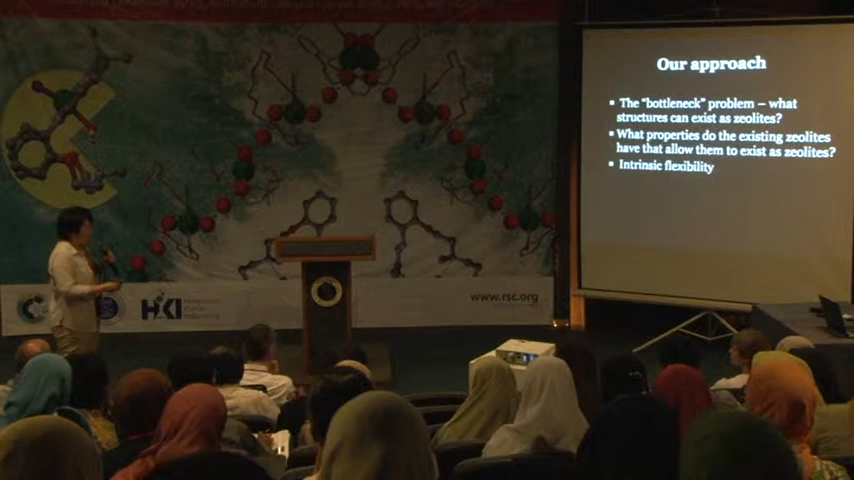 Our approach
▪ The "bottleneck" problem – what
structures can exist as zeolites?
▪ What properties do the existing zeolites
have that allow them to exist as zeolites?
▪ Intrinsic flexibility
www.rsc.org
HKI